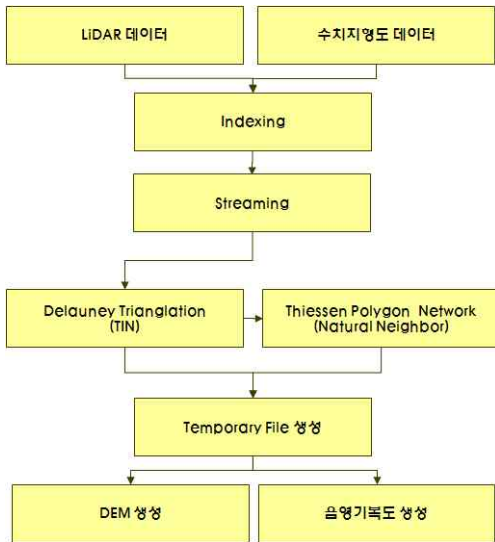 LiDAR 데이터
수치지형도 데이터
Indexing
Streaming
Delauney Trianglation
(TIN)
Thiessen Polygon Network
(Natural Neighbor)
Temporary File 생성
DEM 생성
음영기복도 생성